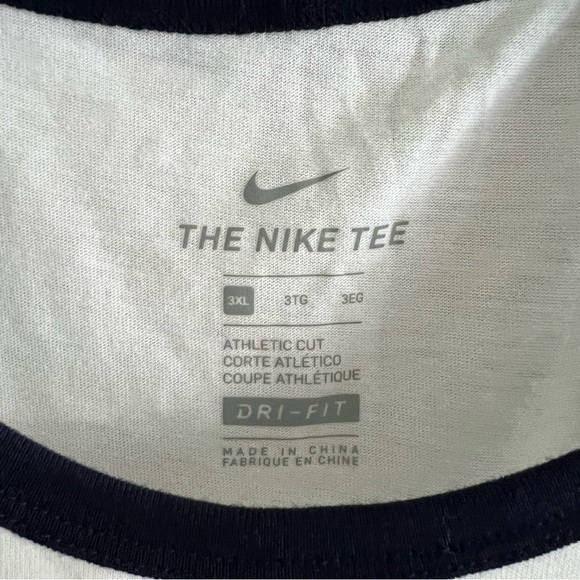 THE NIKE TEE
3XL 3TG 3EG
ATHLETIC CUT
CORTE ATLÉTICO
COUPE ATHLÉTIQUE
DRI-FIT
MADE IN CHINA
FABRIQUE EN CHINE